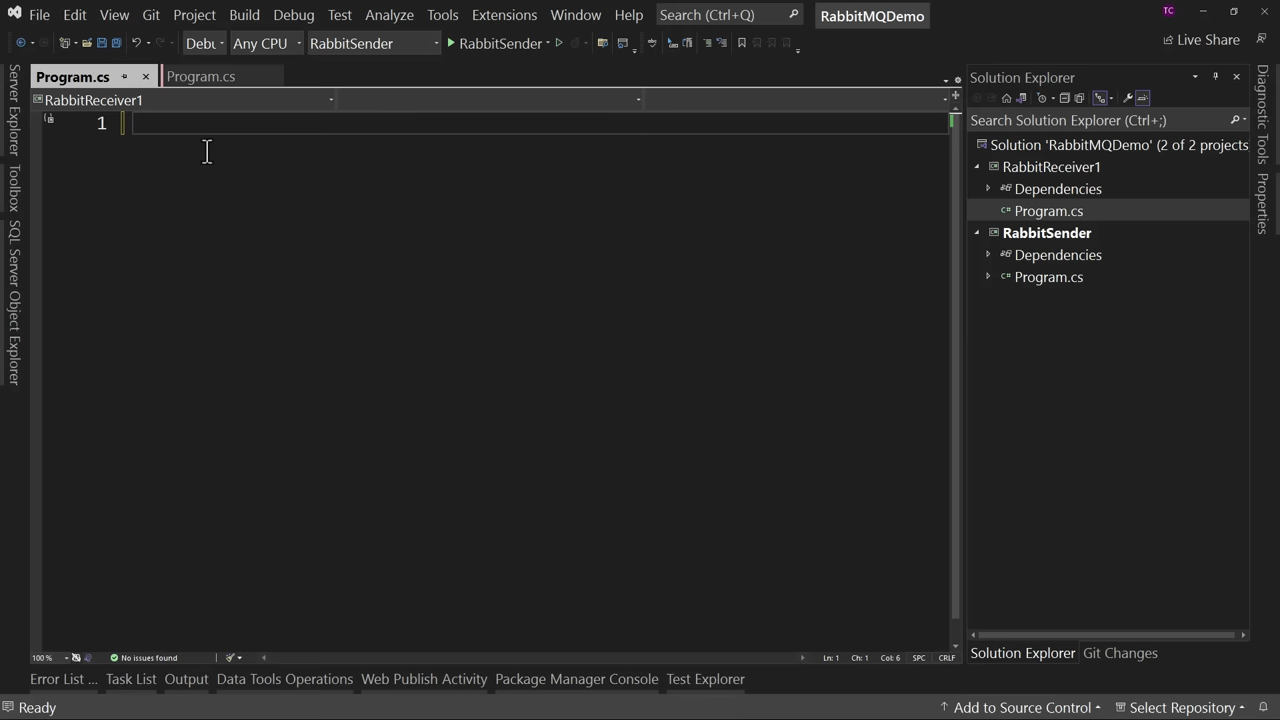 File Edit View Git Project Build Debug Test Analyze Tools Extensions Window Help Search (Ctrl+Q) RabbitMQDemo TC
Debu Any CPU RabbitSender RabbitSender Live Share
Program.cs Program.cs
RabbitReceiver1
1
Server Explorer
Toolbox
SQL Server Object Explorer
Solution Explorer
Search Solution Explorer (Ctrl+;)
Solution 'RabbitMQDemo' (2 of 2 projects
RabbitReceiver1
Dependencies
C# Program.cs
RabbitSender
Dependencies
C# Program.cs
Diagnostic Tools
Properties
100 % No issues found Ln: 1 Ch: 1 Col: 6 SPC CRLF
Solution Explorer Git Changes
Error List ... Task List Output Data Tools Operations Web Publish Activity Package Manager Console Test Explorer
Ready Add to Source Control Select Repository